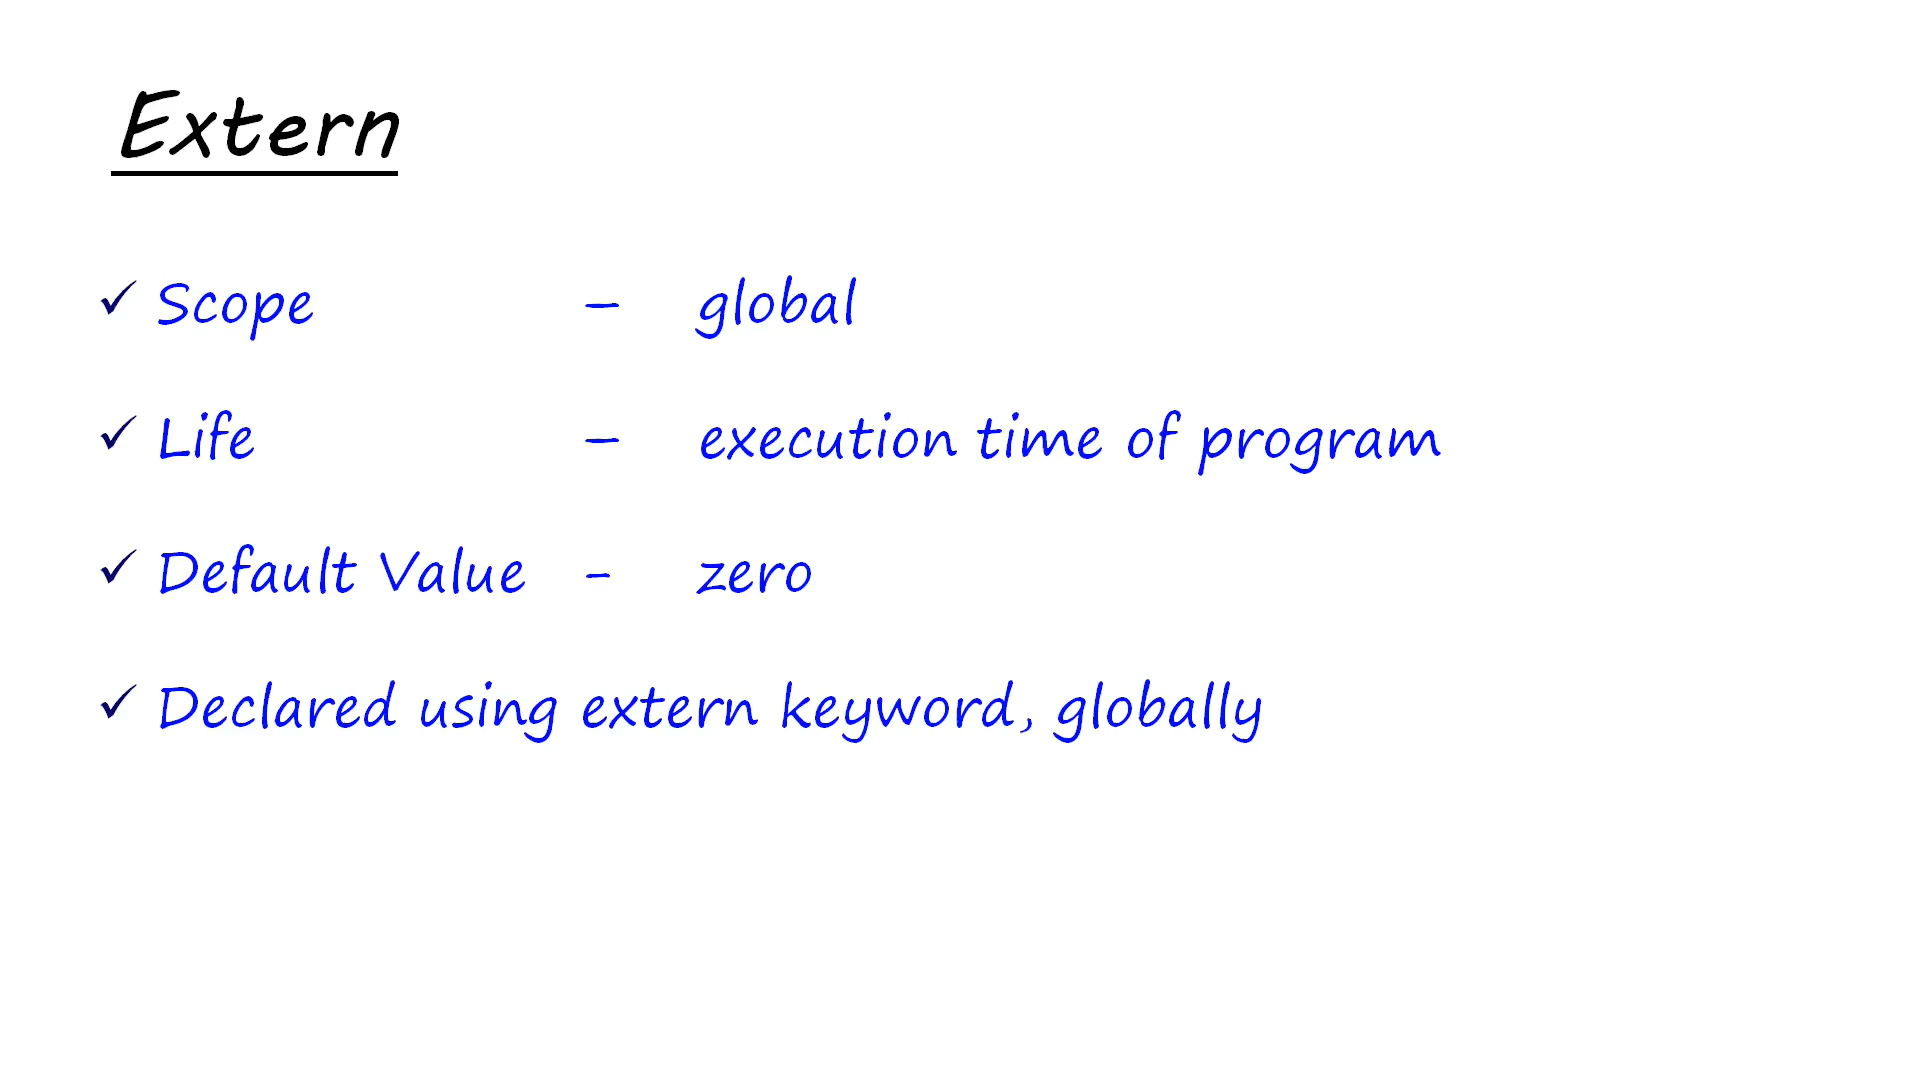 Extern
✓ Scope – global
✓ Life – execution time of program
✓ Default Value - zero
✓ Declared using extern keyword, globally